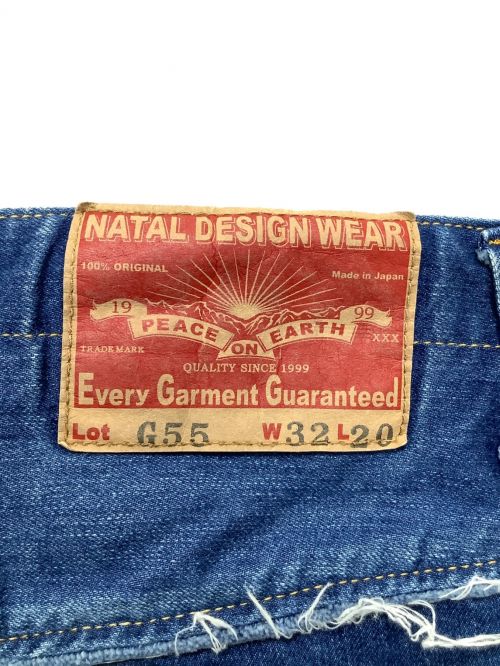 NATAL DESIGN WEAR
100% ORIGINAL Made in Japan
19 99
PEACE ON EARTH
TRADE MARK XXX
QUALITY SINCE 1999
Every Garment Guaranteed
Lot G55 W32 L20